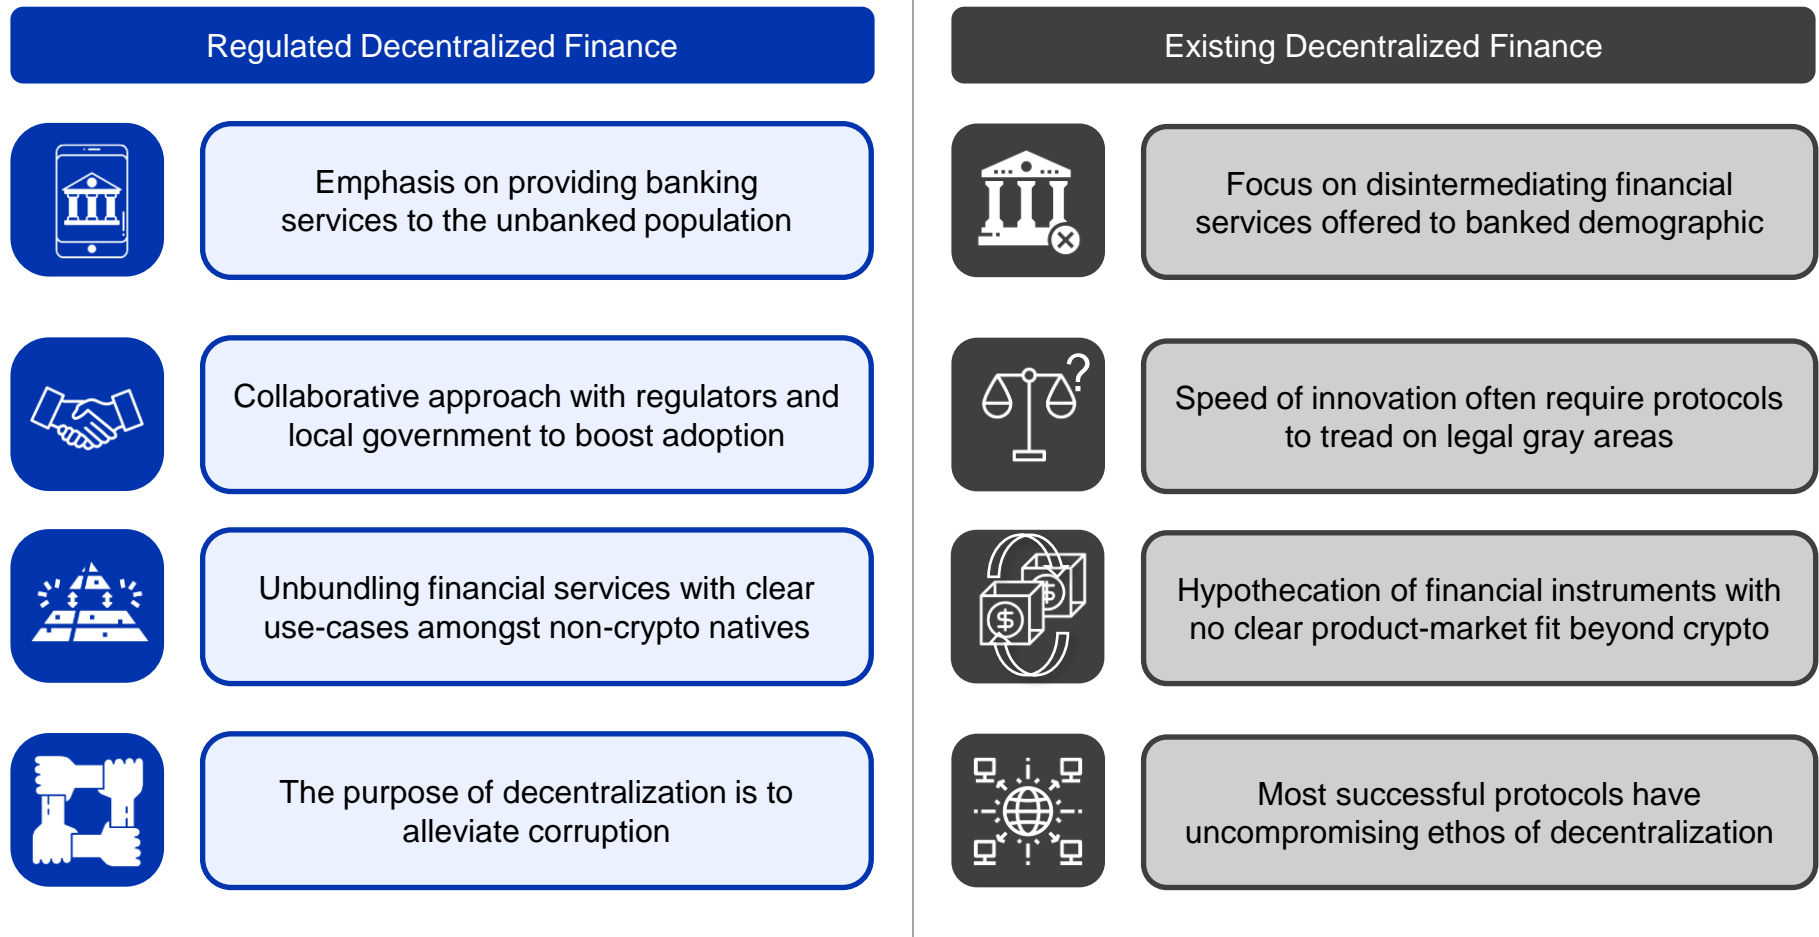 Regulated Decentralized Finance
Emphasis on providing banking
services to the unbanked population
Collaborative approach with regulators and
local government to boost adoption
Unbundling financial services with clear
use-cases amongst non-crypto natives
The purpose of decentralization is to
alleviate corruption
Existing Decentralized Finance
Focus on disintermediating financial
services offered to banked demographic
?
Speed of innovation often require protocols
to tread on legal gray areas
$
$
Hypothecation of financial instruments with
no clear product-market fit beyond crypto
Most successful protocols have
uncompromising ethos of decentralization